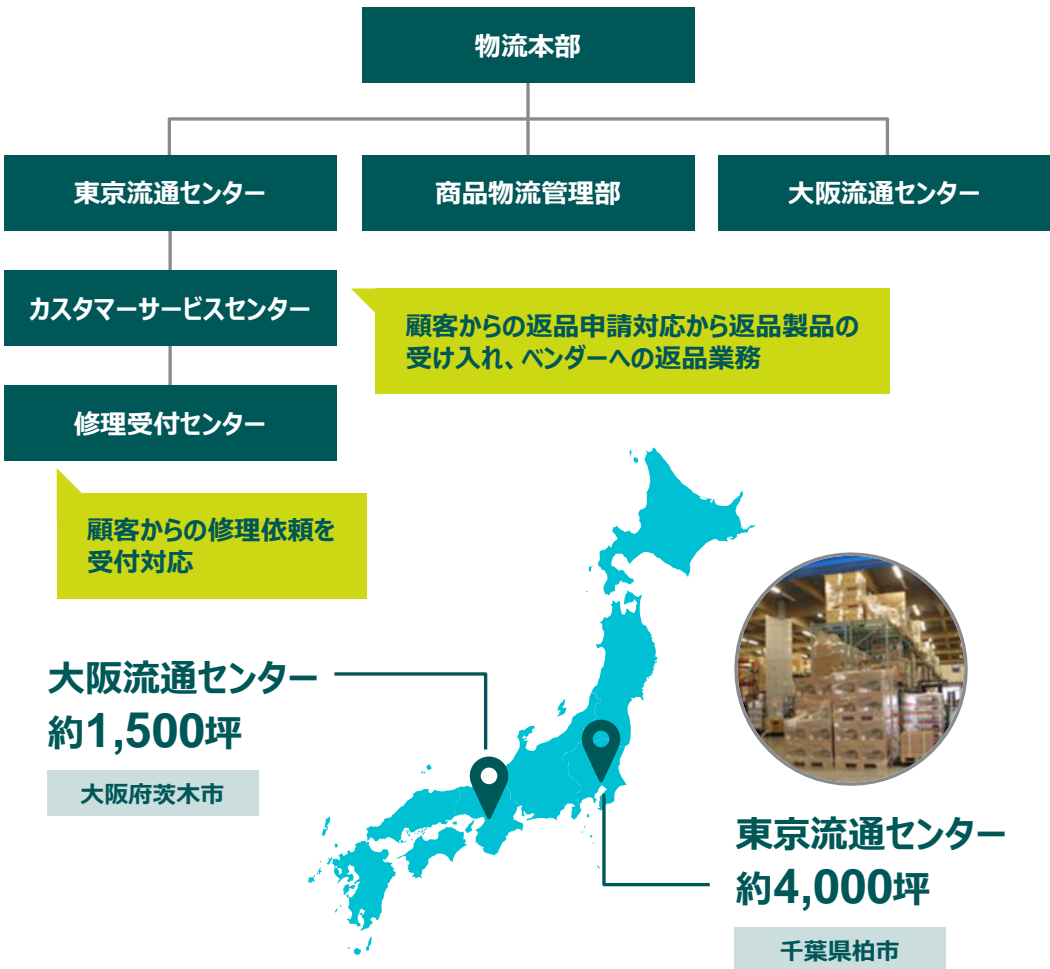 物流本部
東京流通センター
商品物流管理部
大阪流通センター
カスタマーサービスセンター
顧客からの返品申請対応から返品製品の
受け入れ、ベンダーへの返品業務
修理受付センター
顧客からの修理依頼を
受付対応
大阪流通センター
約1,500坪
大阪府茨木市
東京流通センター
約4,000坪
千葉県柏市